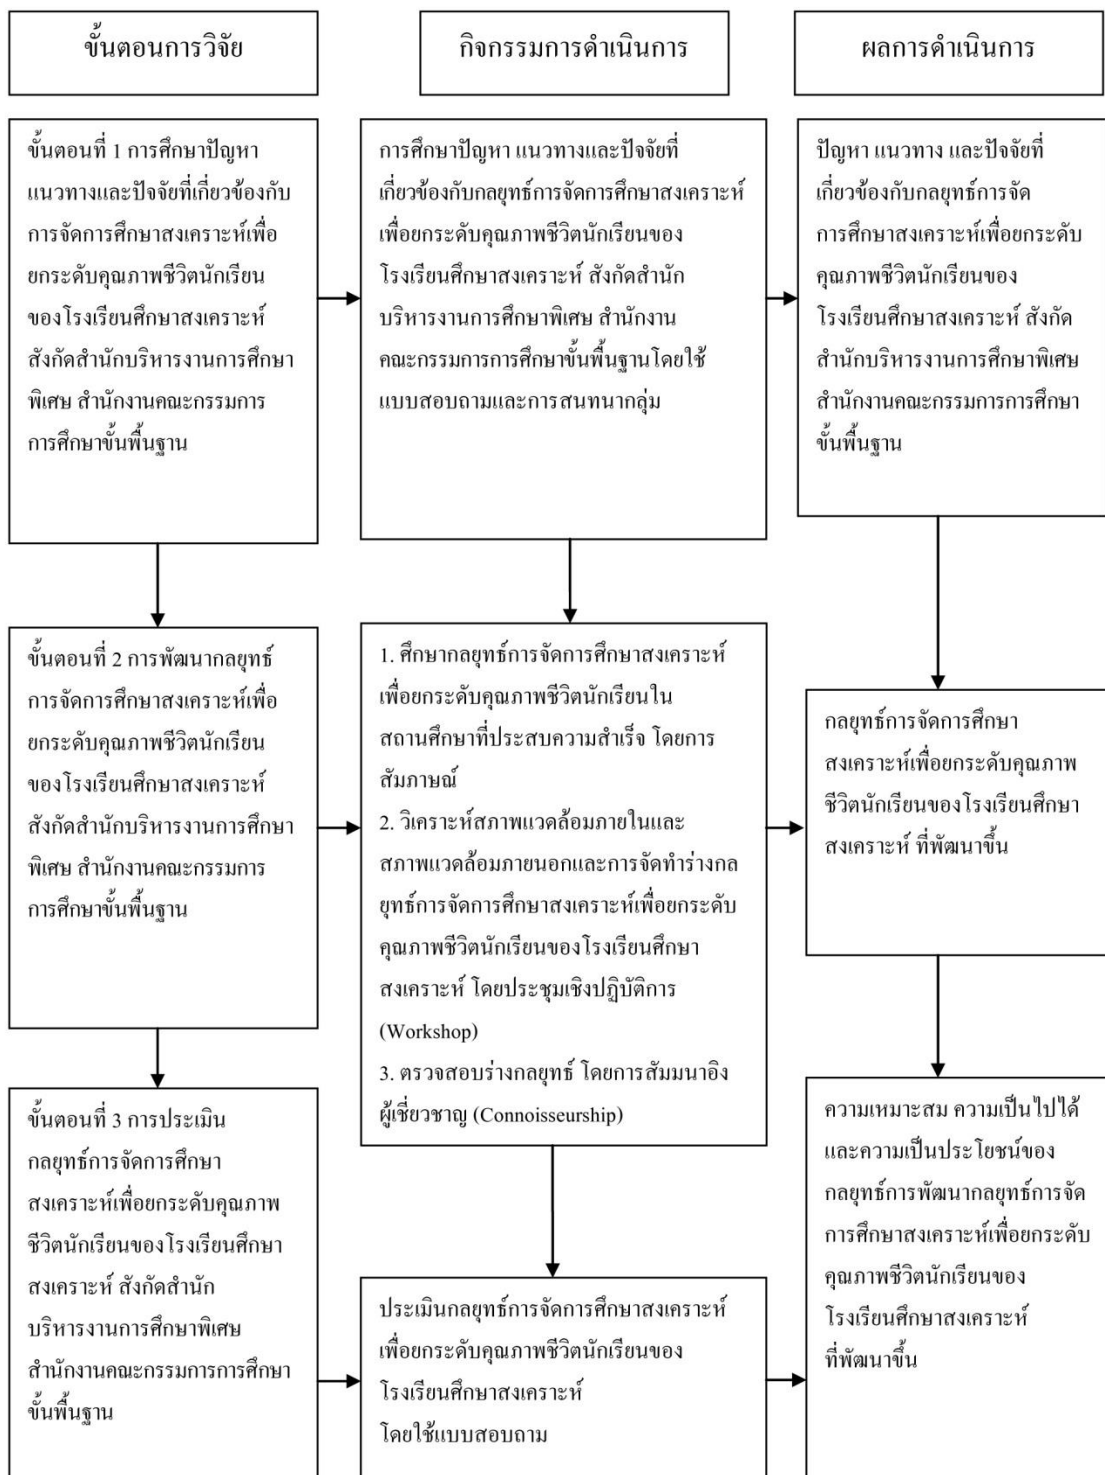 ขั้นตอนการวิจัย
กิจกรรมการดำเนินการ
ผลการดำเนินการ
ขั้นตอนที่ 1 การศึกษาปัญหา
แนวทางและปัจจัยที่เกี่ยวข้องกับ
การจัดการศึกษาสงเคราะห์เพื่อ
ยกระดับคุณภาพชีวิตนักเรียน
ของโรงเรียนศึกษาสงเคราะห์
สังกัดสำนักบริหารงานการศึกษา
พิเศษ สำนักงานคณะกรรมการ
การศึกษาขั้นพื้นฐาน
การศึกษาปัญหา แนวทางและปัจจัยที่
เกี่ยวข้องกับกลยุทธ์การจัดการศึกษาสงเคราะห์
เพื่อยกระดับคุณภาพชีวิตนักเรียนของ
โรงเรียนศึกษาสงเคราะห์ สังกัดสำนัก
บริหารงานการศึกษาพิเศษ สำนักงาน
คณะกรรมการการศึกษาขั้นพื้นฐานโดยใช้
แบบสอบถามและการสนทนากลุ่ม
ปัญหา แนวทาง และปัจจัยที่
เกี่ยวข้องกับกลยุทธ์การจัด
การศึกษาสงเคราะห์เพื่อยกระดับ
คุณภาพชีวิตนักเรียนของ
โรงเรียนศึกษาสงเคราะห์ สังกัด
สำนักบริหารงานการศึกษาพิเศษ
สำนักงานคณะกรรมการการศึกษา
ขั้นพื้นฐาน
ขั้นตอนที่ 2 การพัฒนากลยุทธ์
การจัดการศึกษาสงเคราะห์เพื่อ
ยกระดับคุณภาพชีวิตนักเรียน
ของโรงเรียนศึกษาสงเคราะห์
สังกัดสำนักบริหารงานการศึกษา
พิเศษ สำนักงานคณะกรรมการ
การศึกษาขั้นพื้นฐาน
1. ศึกษากลยุทธ์การจัดการศึกษาสงเคราะห์
เพื่อยกระดับคุณภาพชีวิตนักเรียนใน
สถานศึกษาที่ประสบความสำเร็จ โดยการ
สัมภาษณ์
2. วิเคราะห์สภาพแวดล้อมภายในและ
สภาพแวดล้อมภายนอกและการจัดทำร่างกล
ยุทธ์การจัดการศึกษาสงเคราะห์เพื่อยกระดับ
คุณภาพชีวิตนักเรียนของโรงเรียนศึกษา
สงเคราะห์ โดยประชุมเชิงปฏิบัติการ
(Workshop)
3. ตรวจสอบร่างกลยุทธ์ โดยการสัมมนาอิง
ผู้เชี่ยวชาญ (Connoisseurship)
กลยุทธ์การจัดการศึกษา
สงเคราะห์เพื่อยกระดับคุณภาพ
ชีวิตนักเรียนของโรงเรียนศึกษา
สงเคราะห์ ที่พัฒนาขึ้น
ขั้นตอนที่ 3 การประเมิน
กลยุทธ์การจัดการศึกษา
สงเคราะห์เพื่อยกระดับคุณภาพ
ชีวิตนักเรียนของโรงเรียนศึกษา
สงเคราะห์ สังกัดสำนัก
บริหารงานการศึกษาพิเศษ
สำนักงานคณะกรรมการการศึกษา
ขั้นพื้นฐาน
ประเมินกลยุทธ์การจัดการศึกษาสงเคราะห์
เพื่อยกระดับคุณภาพชีวิตนักเรียนของ
โรงเรียนศึกษาสงเคราะห์
โดยใช้แบบสอบถาม
ความเหมาะสม ความเป็นไปได้
และความเป็นประโยชน์ของ
กลยุทธ์การพัฒนากลยุทธ์การจัด
การศึกษาสงเคราะห์เพื่อยกระดับ
คุณภาพชีวิตนักเรียนของ
โรงเรียนศึกษาสงเคราะห์
ที่พัฒนาขึ้น